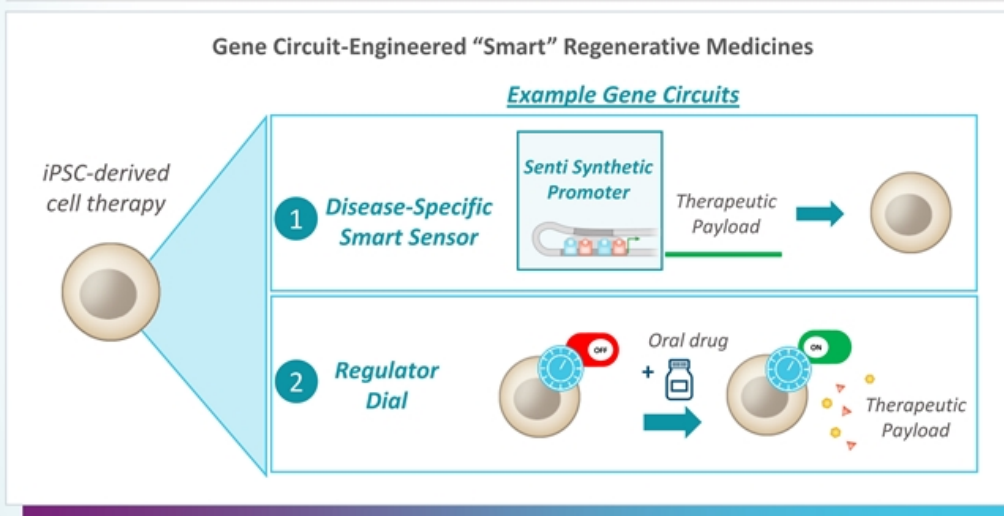 Gene Circuit-Engineered “Smart” Regenerative Medicines
Example Gene Circuits
iPSC-derived
cell therapy
1
Disease-Specific
Smart Sensor
Senti Synthetic
Promoter
Therapeutic
Payload
2
Regulator
Dial
OFF
Oral drug
+
ON
Therapeutic
Payload